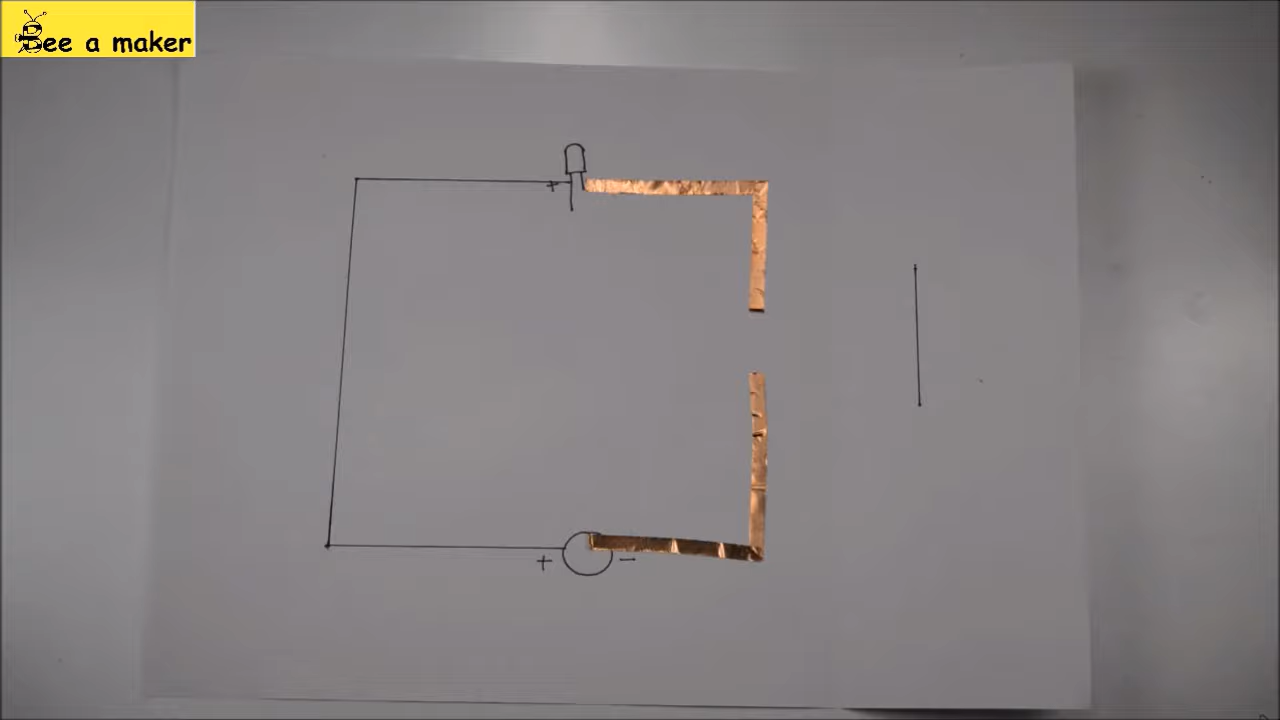 Bee a maker
+
+ −